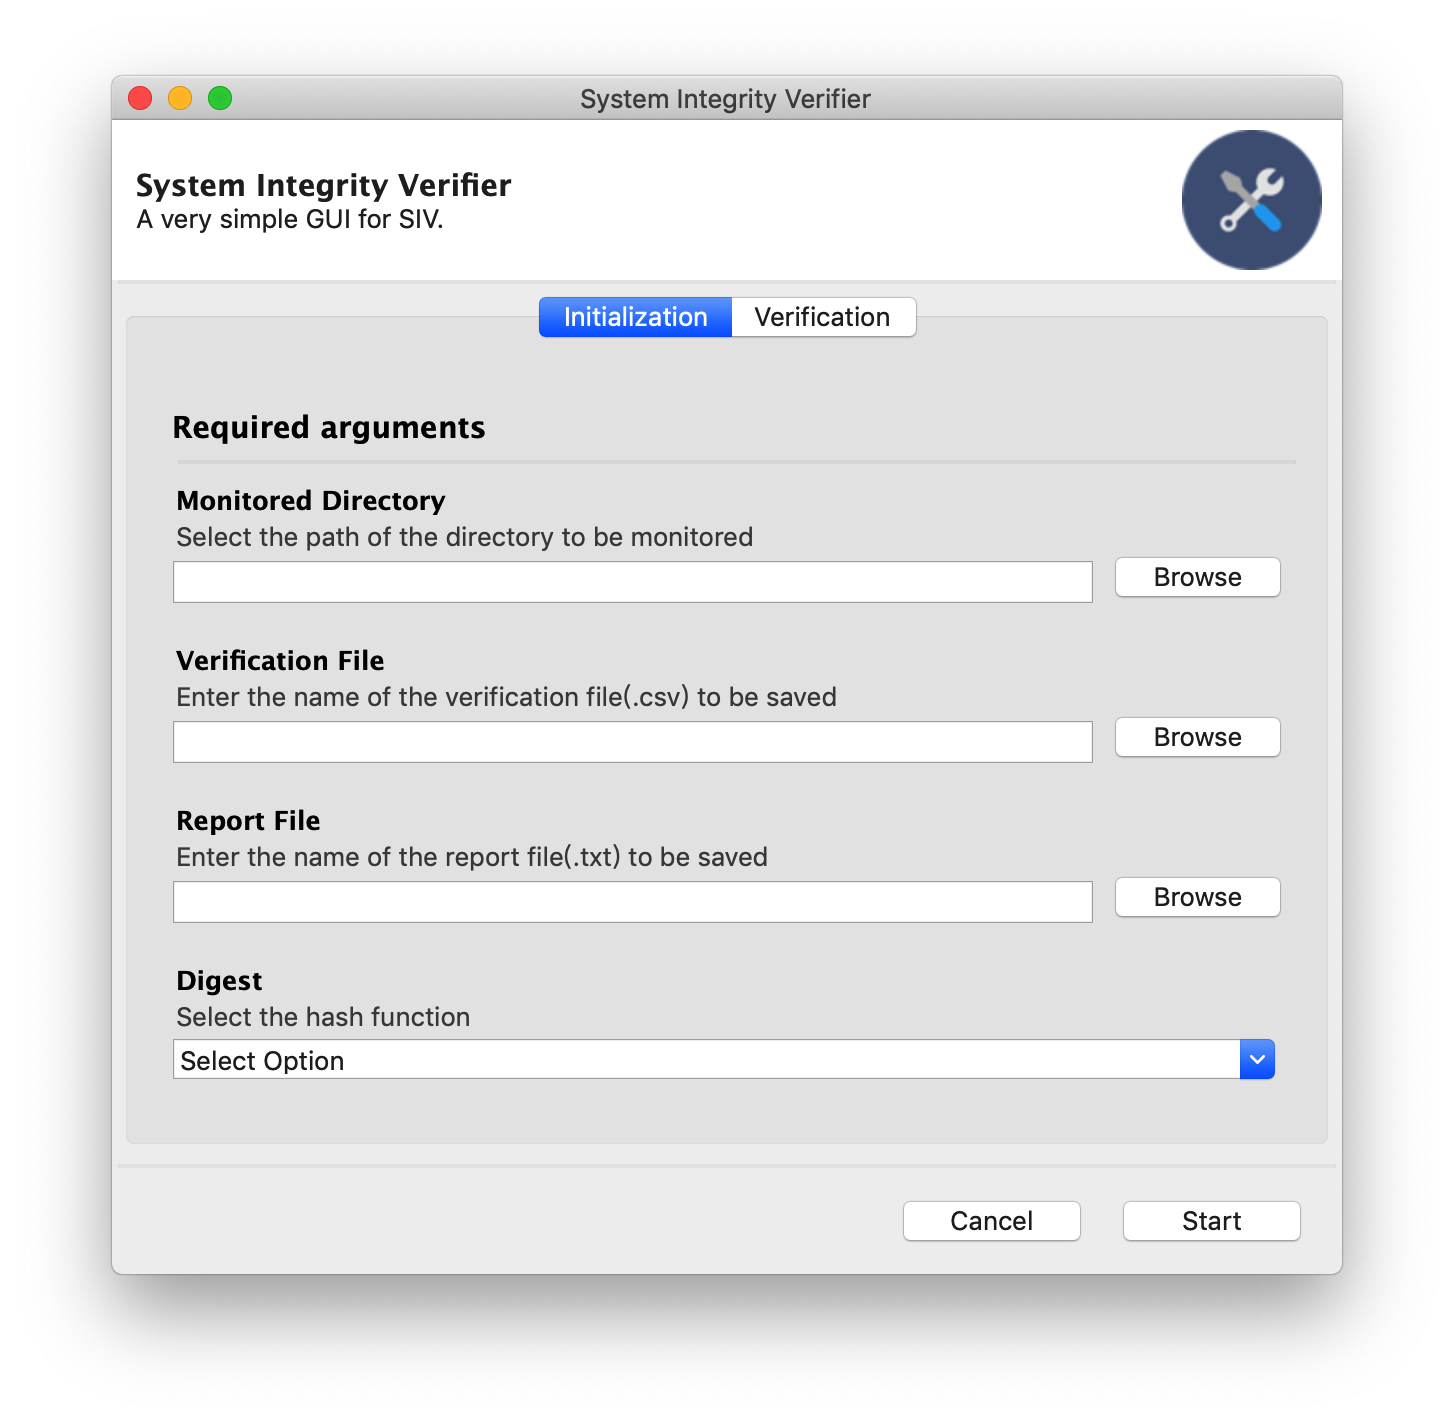 System Integrity Verifier
System Integrity Verifier
A very simple GUI for SIV.
Initialization Verification
Required arguments
Monitored Directory
Select the path of the directory to be monitored
Browse
Verification File
Enter the name of the verification file(.csv) to be saved
Browse
Report File
Enter the name of the report file(.txt) to be saved
Browse
Digest
Select the hash function
Select Option
Cancel Start